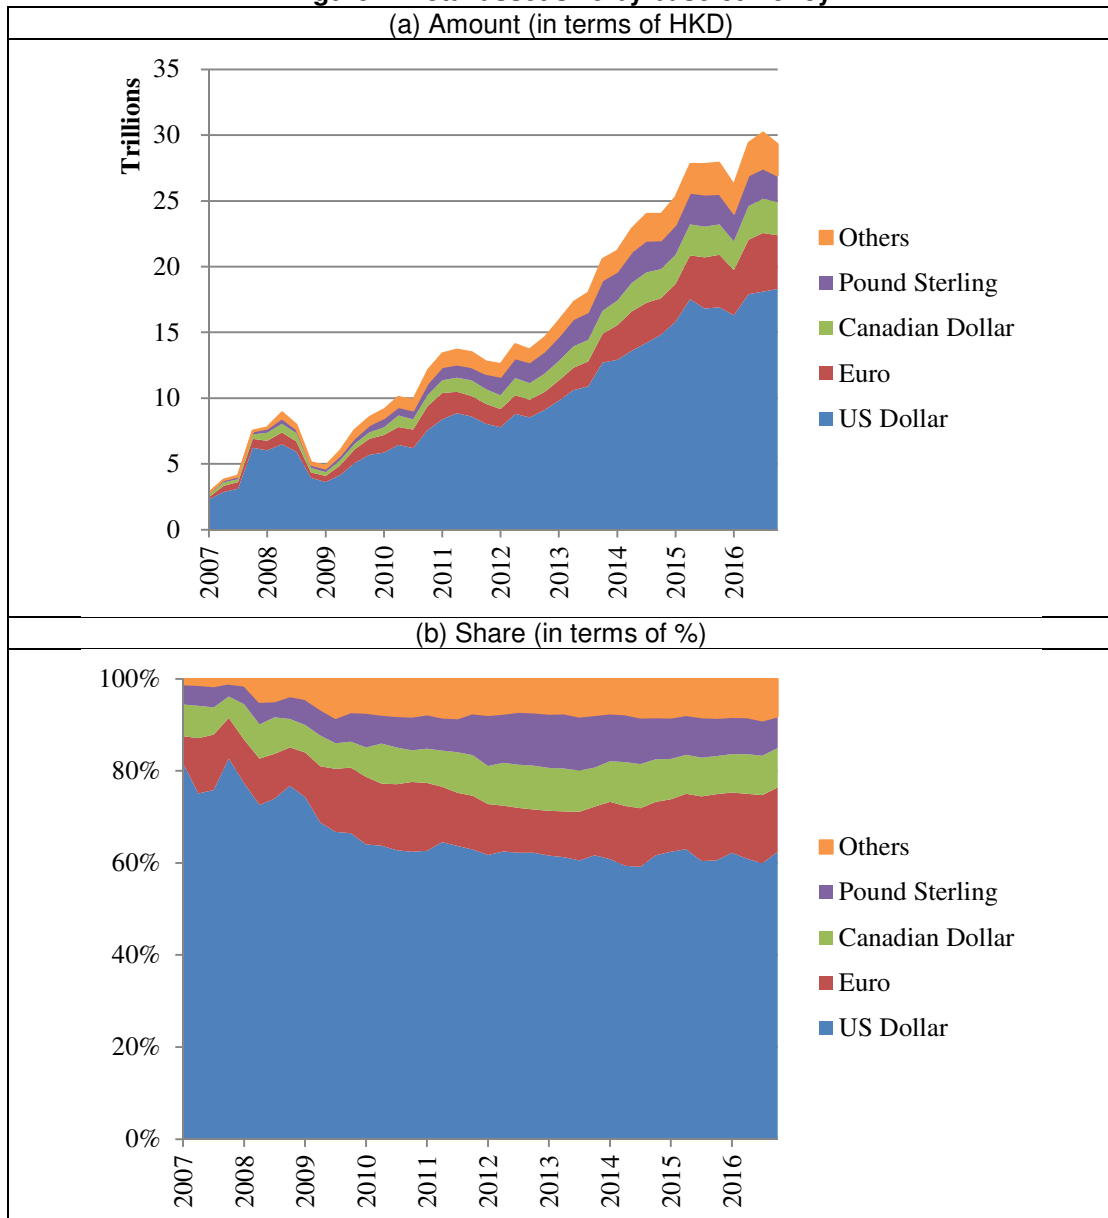 (a) Amount (in terms of HKD)
Trillions
35
30
25
20
15
10
5
0
2007
2008
2009
2010
2011
2012
2013
2014
2015
2016
Others
Pound Sterling
Canadian Dollar
Euro
US Dollar
(b) Share (in terms of %)
100%
80%
60%
40%
20%
0%
2007
2008
2009
2010
2011
2012
2013
2014
2015
2016
Others
Pound Sterling
Canadian Dollar
Euro
US Dollar